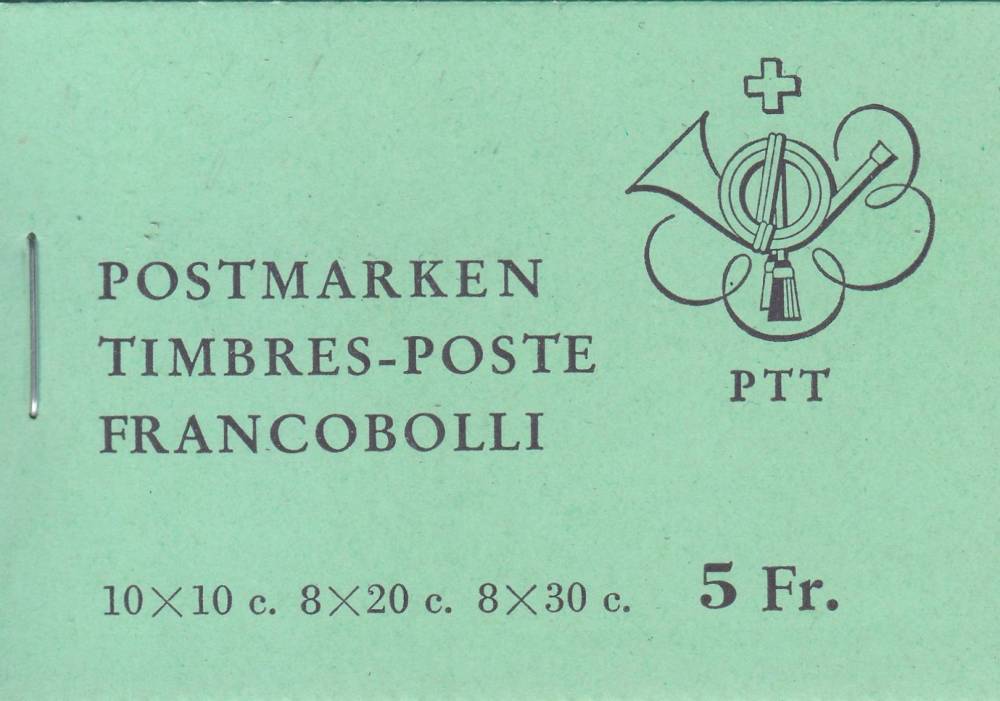 POSTMARKEN
TIMBRES-POSTE
FRANCOBOLLI
PTT
10×10 c. 8×20 c. 8×30 c. 5 Fr.